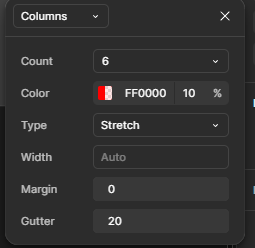 Columns
Count 6
Color FF0000 10 %
Type Stretch
Width Auto
Margin 0
Gutter 20